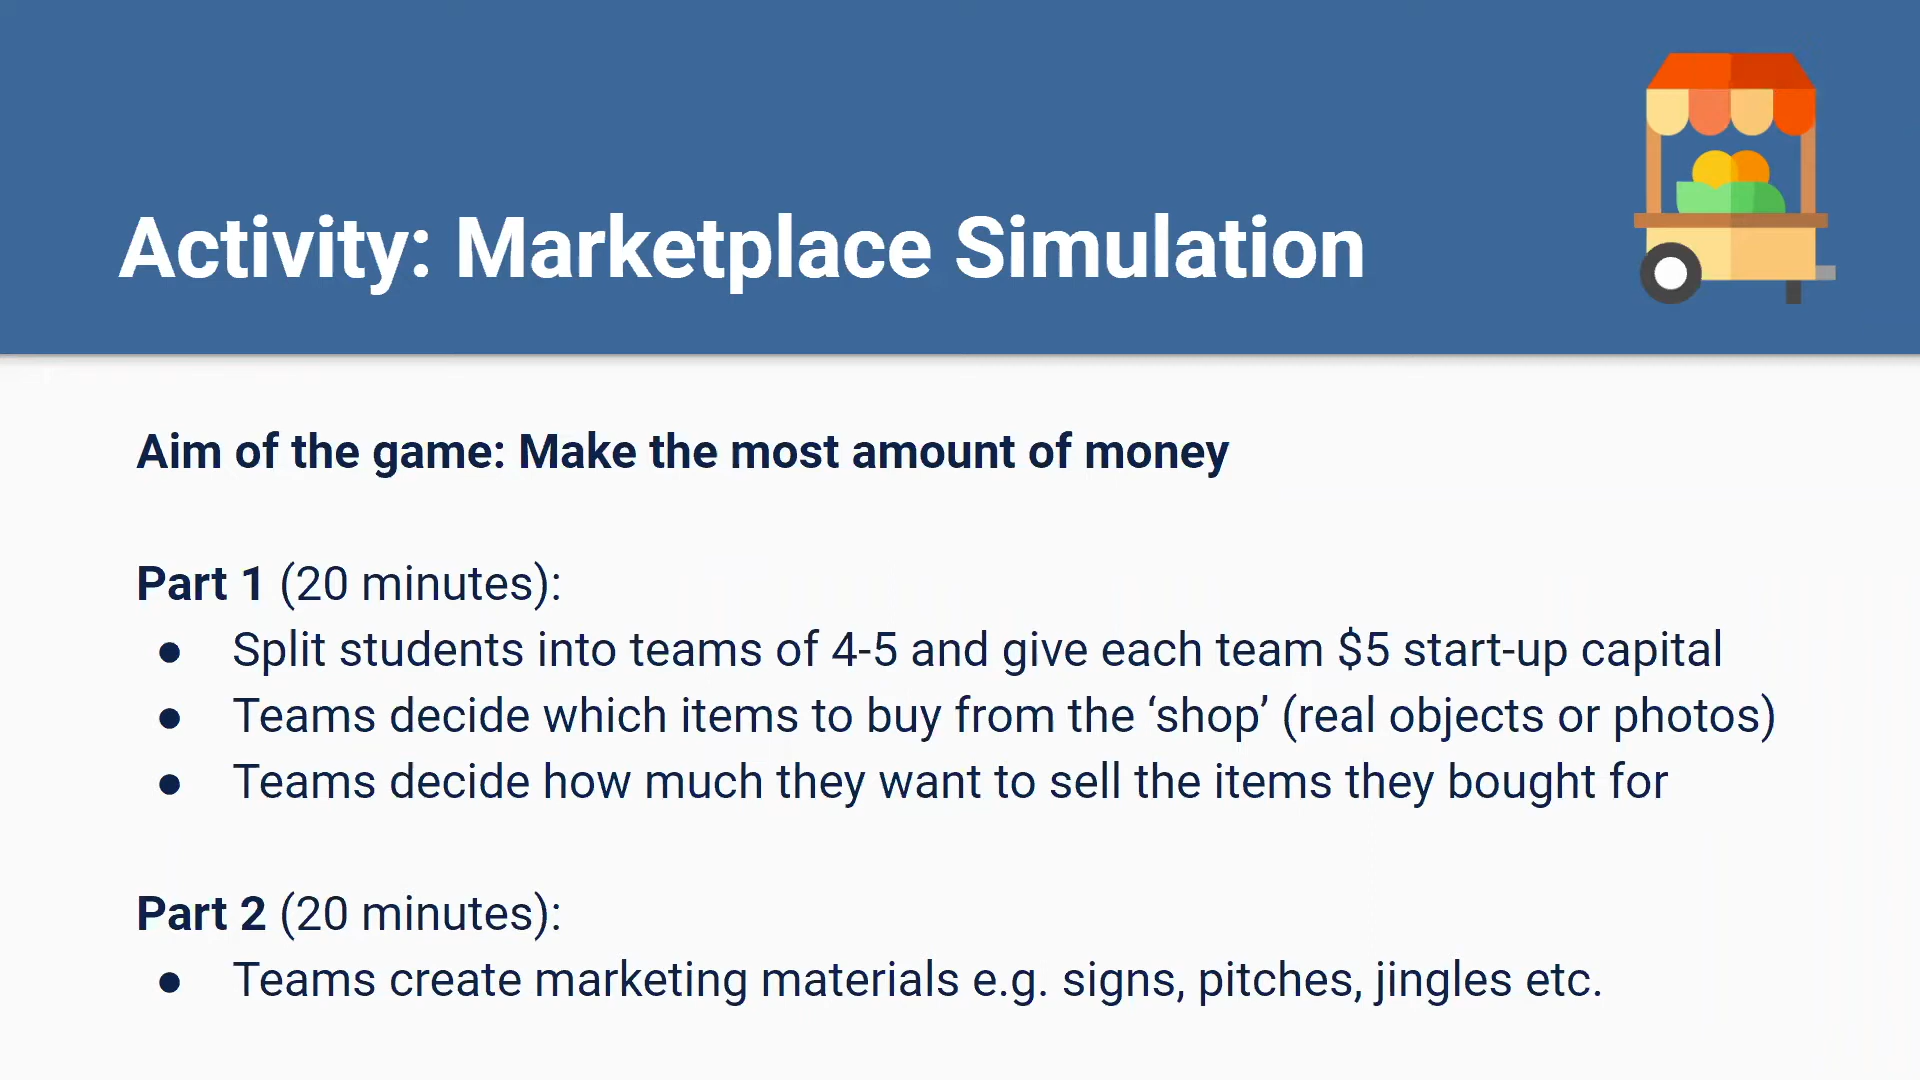 Activity: Marketplace Simulation
Aim of the game: Make the most amount of money
Part 1 (20 minutes):
● Split students into teams of 4-5 and give each team $5 start-up capital
● Teams decide which items to buy from the ‘shop’ (real objects or photos)
● Teams decide how much they want to sell the items they bought for
Part 2 (20 minutes):
● Teams create marketing materials e.g. signs, pitches, jingles etc.